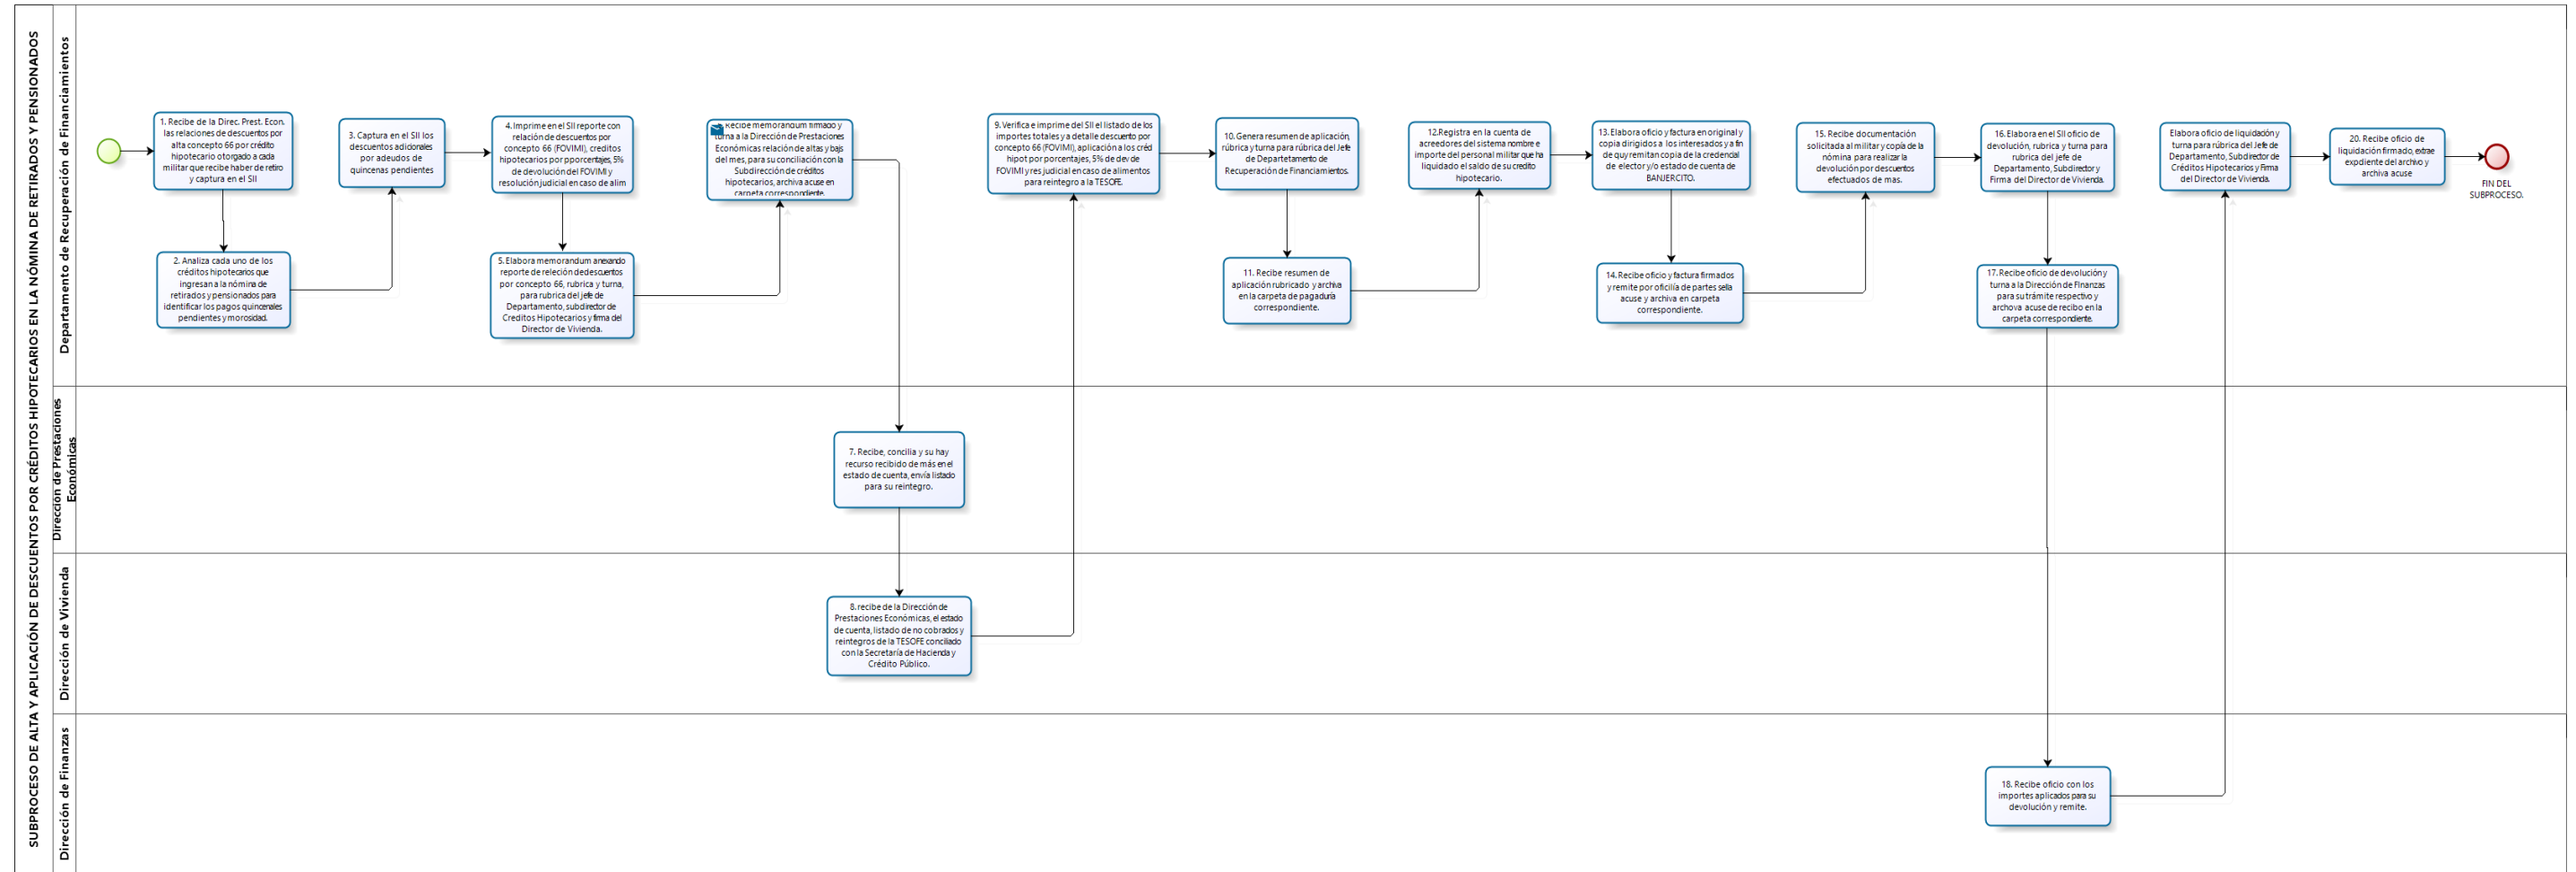 SUBPROCESO DE ALTA Y APLICACIÓN DE DESCUENTOS POR CRÉDITOS HIPOTECARIOS EN LA NÓMINA DE RETIRADOS Y PENSIONADOS
Departamento de Recuperación de Financiamientos
1. Recibe de la Direc. Prest. Econ.
las relaciones de descuentos por
alta concepto 66 por crédito
hipotecario otorgado a cada
militar que recibe haber de retiro
y captura en el SII
2. Analiza cada uno de los
créditos hipotecarios que
ingresan a la nómina de
retirados y pensionados para
identificar los pagos quincenales
pendientes y morosidad.
3. Captura en el SII los
descuentos adicionales
por adeudos de
quincenas pendientes
4. Imprime en el SII reporte con
relación de descuentos por
concepto 66 (FOVIMI), creditos
hipotecarios por pporcentajes, 5%
de devolución del FOVIMI y
resolución judicial en caso de alim
5. Elabora memorandum anexando
reporte de releción dedescuentos
por concepto 66, rubrica y turna,
para rubrica del jefe de
Departamento, subdirector de
Creditos Hipotecarios y firma del
Director de Vivienda.
Recibe memorandum firmado y
turna a la Dirección de Prestaciones
Económicas relación de altas y bajs
del mes, para su conciliación con la
Subdirección de créditos
hipotecarios, archiva acuse en
carpeta correspondiente
9. Verifica e imprime del SII el listado de los
importes totales y a detalle descuento por
concepto 66 (FOVIMI), aplicación a los créd
hipot por porcentajes, 5% de dev de
FOVIMI y res judicial en caso de alimentos
para reintegro a la TESOFE.
10. Genera resumen de aplicación,
rúbrica y turna para rúbrica del Jefe
de Departamento de
Recuperación de Financiamientos.
11. Recibe resumen de
aplicación rubricado y archiva
en la carpeta de pagaduría
correspondiente.
12.Registra en la cuenta de
acreedores del sistema nombre e
importe del personal militar que ha
liquidado el saldo de su credito
hipotecario.
13. Elabora oficio y factura en original y
copia dirigidos a los interesados y a fin
de quy remitan copia de la credencial
de elector y/o estado de cuenta de
BANJERCITO.
14. Recibe oficio y factura firmados
y remite por oficilía de partes sella
acuse y archiva en carpeta
correspondiente.
15. Recibe documentación
solicitada al militar y copía de la
nómina para realizar la
devolución por descuentos
efectuados de mas.
16. Elabora en el SII oficio de
devolución, rubrica y turna para
rubrica del jefe de
Departamento, Subdirector y
Firma del Director de Vivienda.
17. Recibe oficio de devolución y
turna a la Dirección de Finanzas
para su trámite respectivo y
archova acuse de recibo en la
carpeta correspondiente.
Elabora oficio de liquidación y
turna para rúbrica del Jefe de
Departamento, Subdirector de
Créditos Hipotecarios y Firma
del Director de Vivienda.
20. Recibe oficio de
liquidación firmado, extrae
expdiente del archivo y
archiva acuse
FIN DEL
SUBPROCESO.
Dirección de Prestaciones
Económicas
7. Recibe, concilia y su hay
recurso recibido de más en el
estado de cuenta, envía listado
para su reintegro.
Dirección de Vivienda
8. recibe de la Dirección de
Prestaciones Económicas, el estado
de cuenta, listado de no cobrados y
reintegros de la TESOFE conciliado
con la Secretaría de Hacienda y
Crédito Público.
Dirección de Finanzas
18. Recibe oficio con los
importes aplicados para su
devolución y remite.